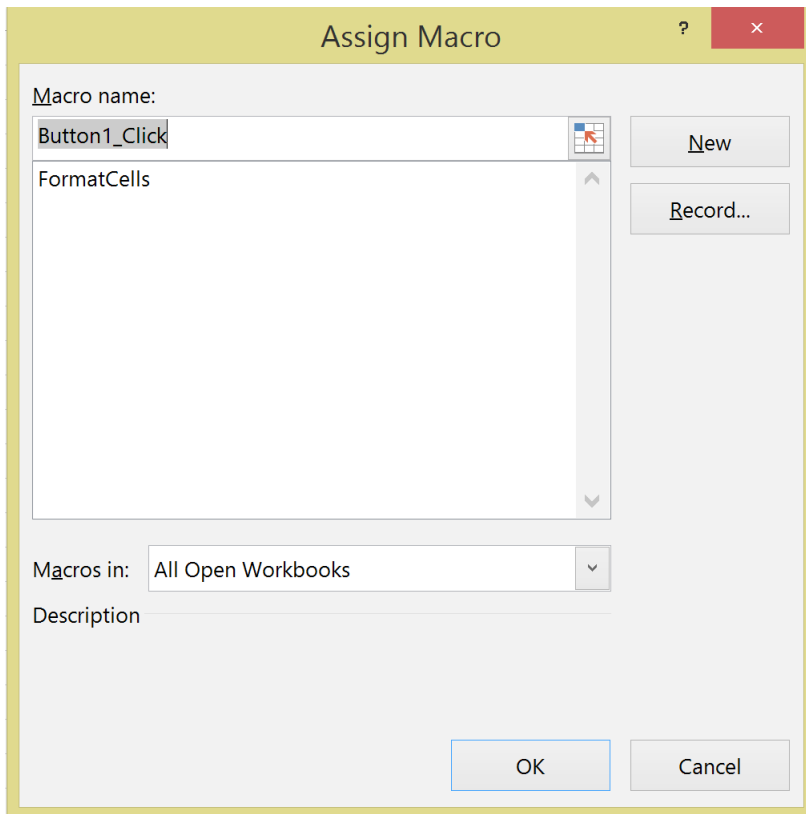 Assign Macro
?
×
Macro name:
Button1_Click
New
FormatCells
Record...
Macros in:
All Open Workbooks
Description
OK
Cancel